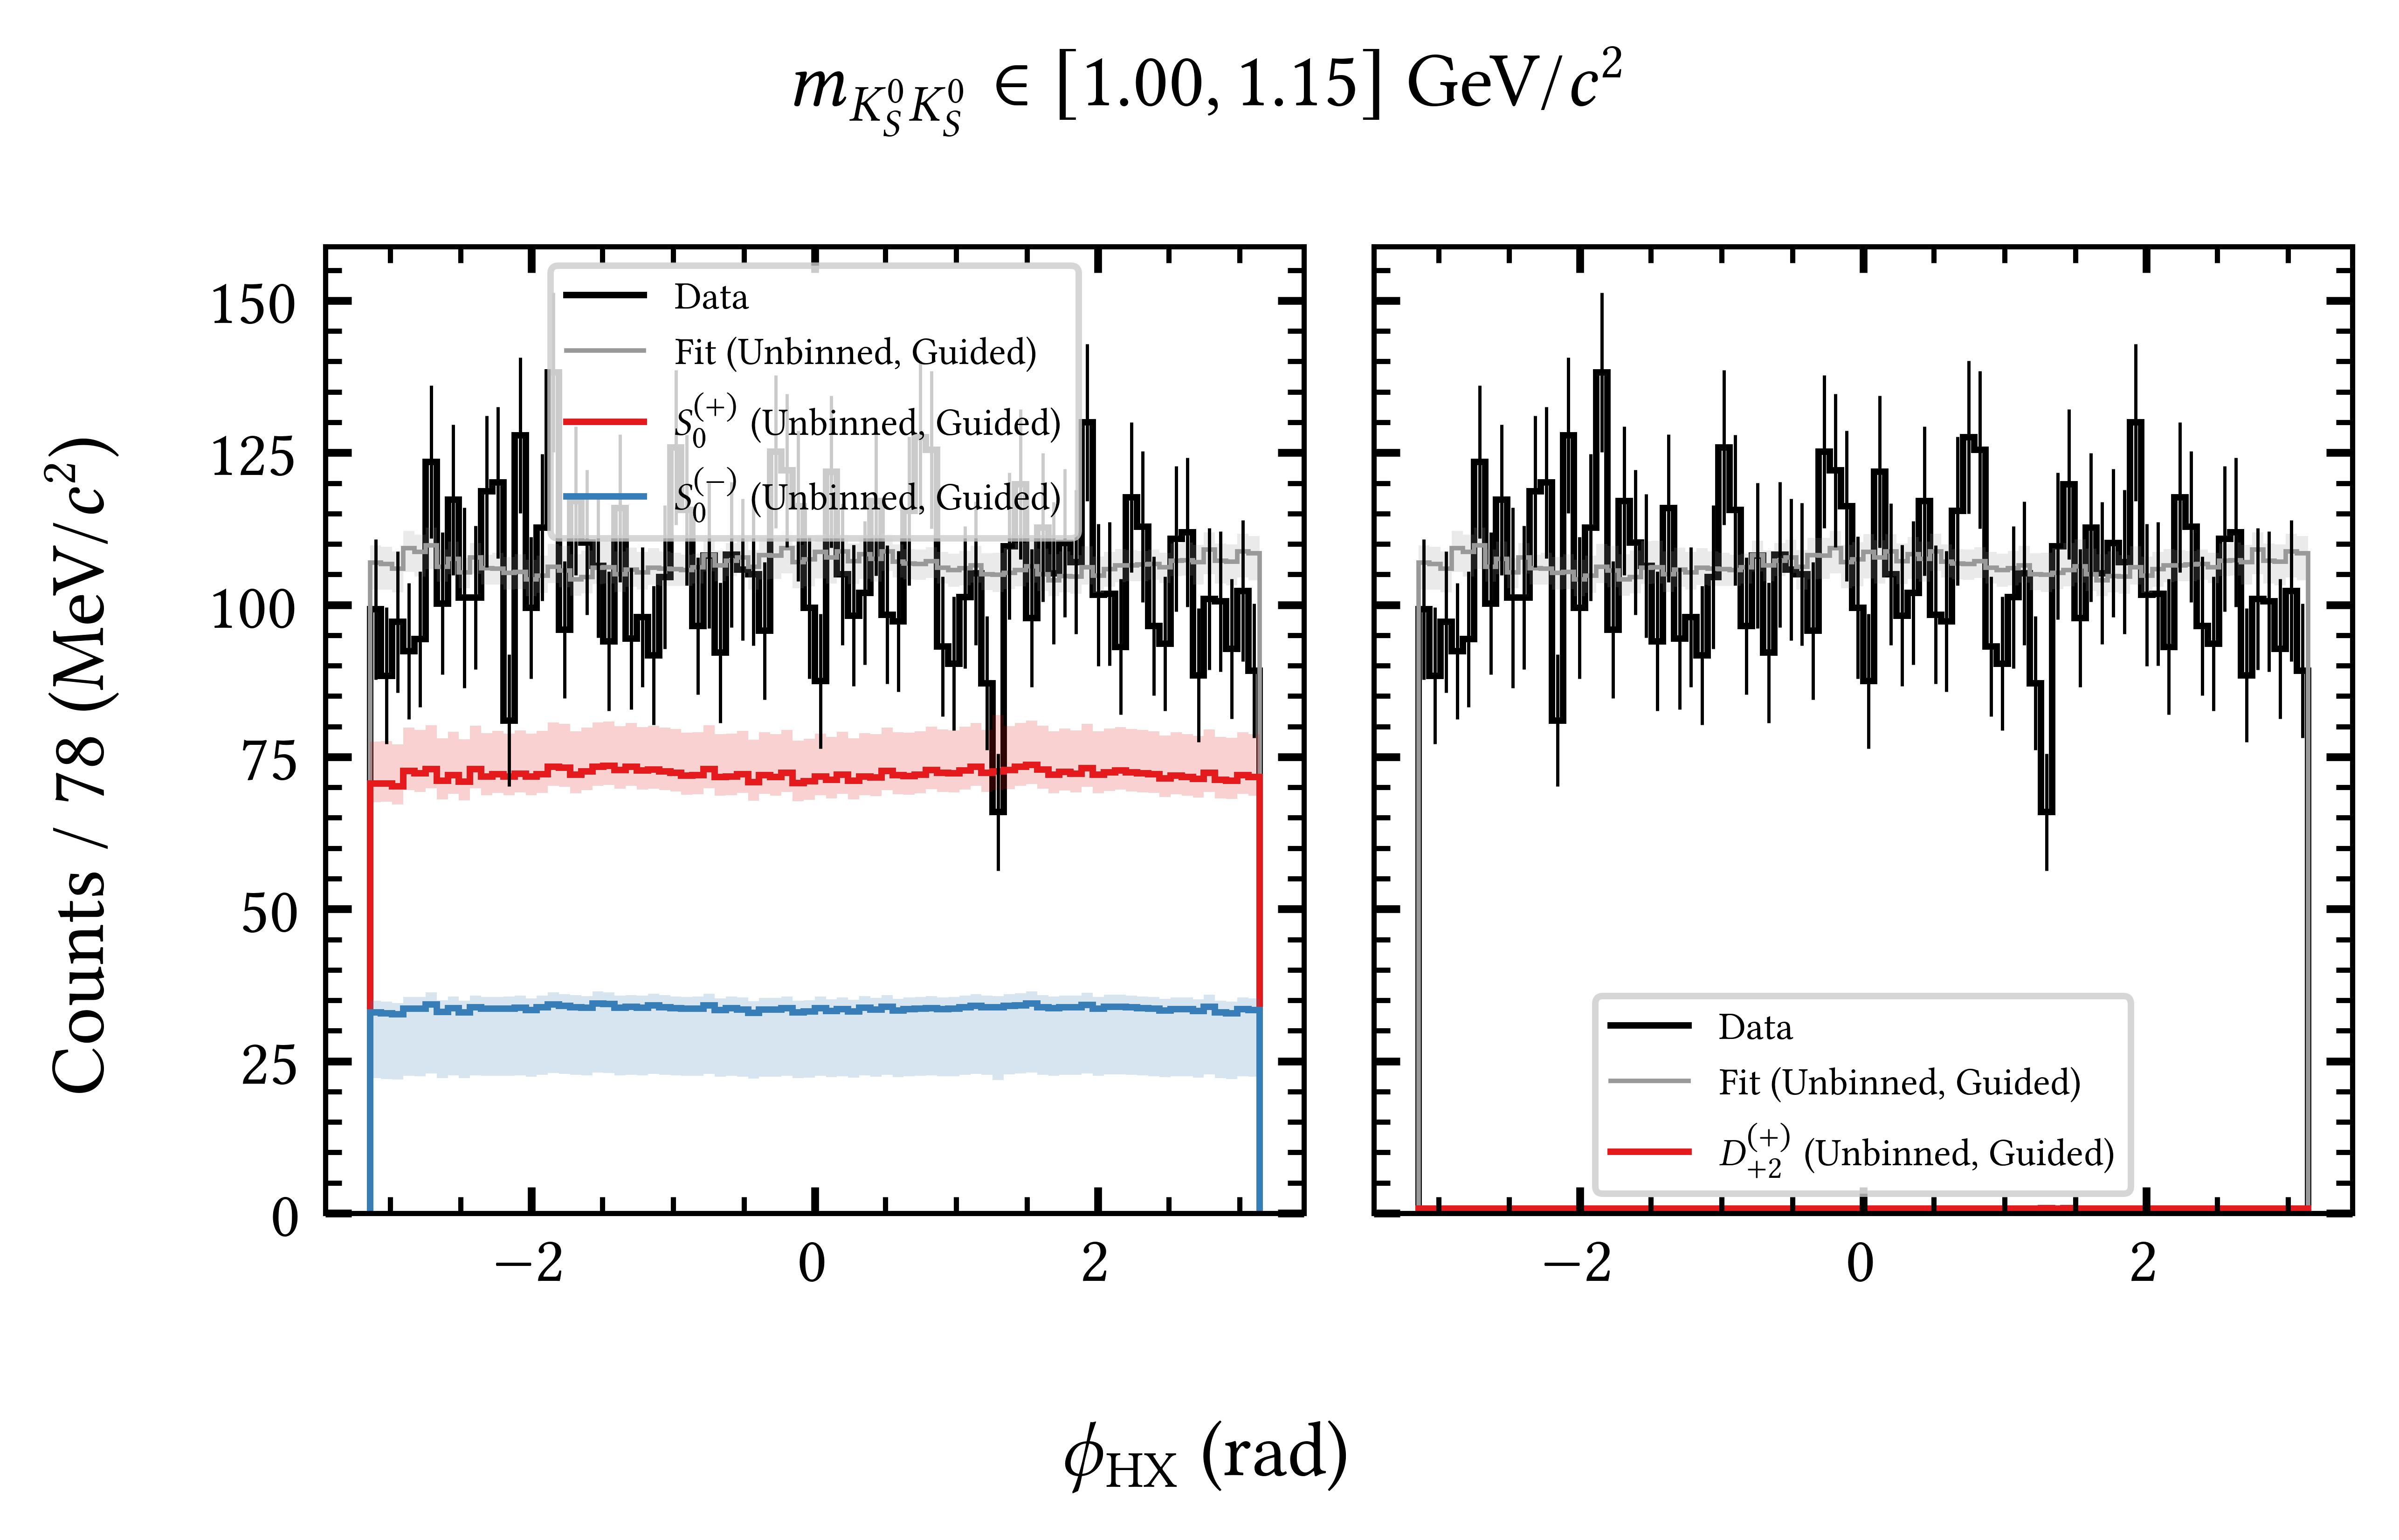 m_{K_S^0 K_S^0} ∈ [1.00, 1.15] GeV/c²
Counts / 78 (MeV/c²)
150
125
100
75
50
25
0
Data
Fit (Unbinned, Guided)
S_0^{(+)} (Unbinned, Guided)
S_0^{(−)} (Unbinned, Guided)
−2
0
2
Data
Fit (Unbinned, Guided)
D_{+2}^{(+)} (Unbinned, Guided)
−2
0
2
ϕ_{HX} (rad)